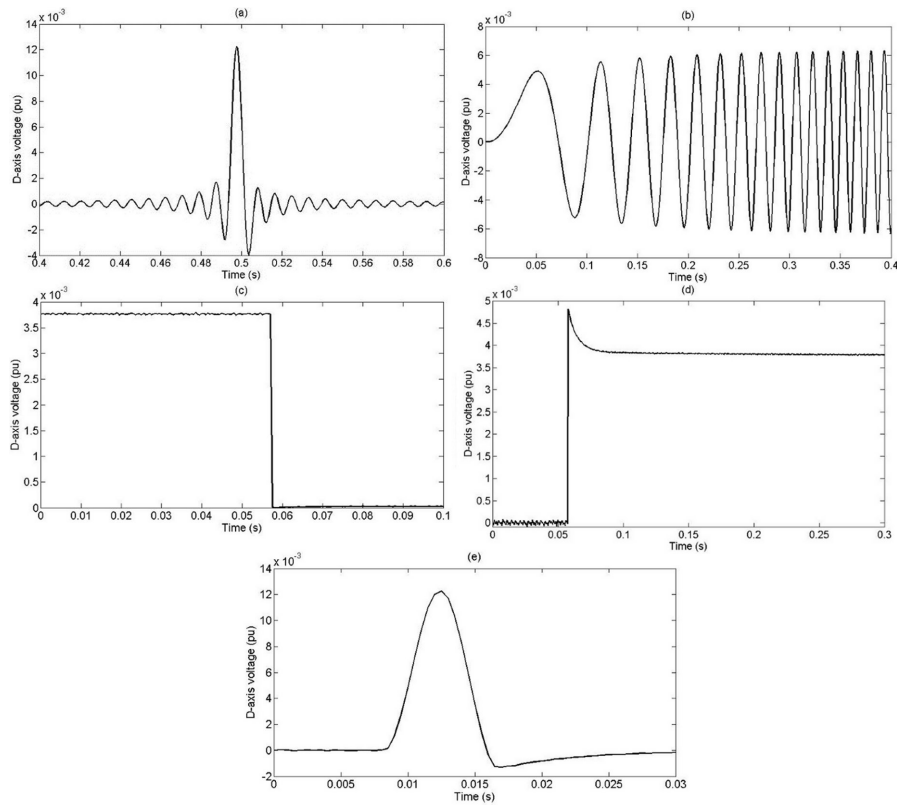 (a)
x 10⁻³
14
12
10
8
6
4
2
0
-2
-4
D-axis voltage (pu)
0.4 0.42 0.44 0.46 0.48 0.5 0.52 0.54 0.56 0.58 0.6
Time (s)
(b)
x 10⁻³
8
6
4
2
0
-2
-4
-6
-8
D-axis voltage (pu)
0 0.05 0.1 0.15 0.2 0.25 0.3 0.35 0.4
Time (s)
(c)
x 10⁻³
4
3.5
3
2.5
2
1.5
1
0.5
0
D-axis voltage (pu)
0 0.01 0.02 0.03 0.04 0.05 0.06 0.07 0.08 0.09 0.1
Time (s)
(d)
x 10⁻³
5
4.5
4
3.5
3
2.5
2
1.5
1
0.5
0
D-axis voltage (pu)
0 0.05 0.1 0.15 0.2 0.25 0.3
Time (s)
(e)
x 10⁻³
14
12
10
8
6
4
2
0
-2
D-axis voltage (pu)
0 0.005 0.01 0.015 0.02 0.025 0.03
Time (s)